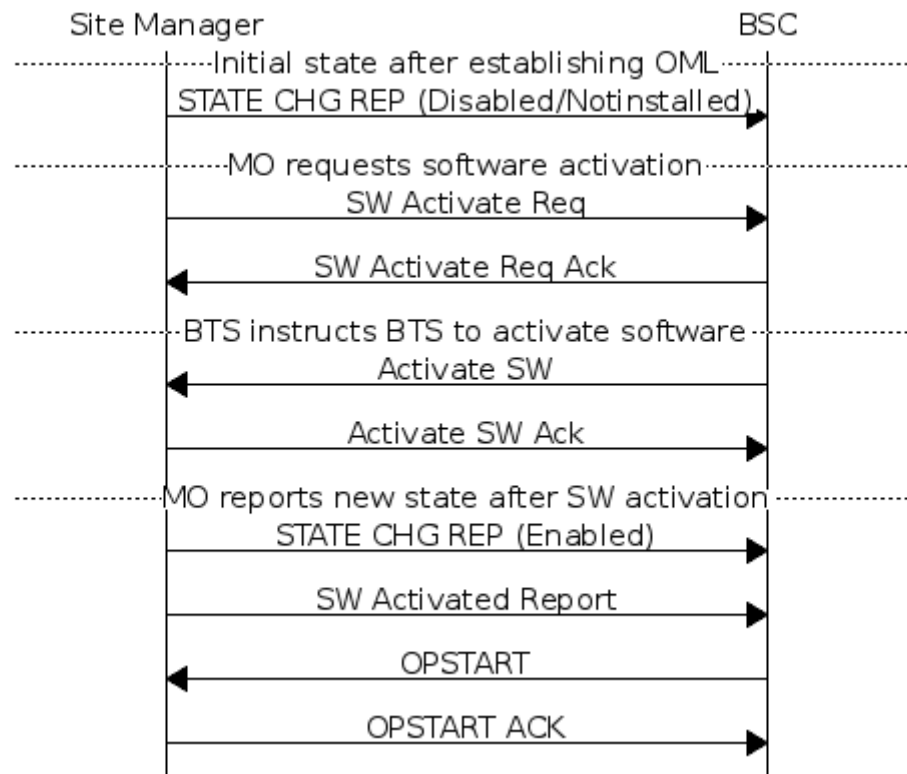 Site Manager BSC
Initial state after establishing OML
STATE CHG REP (Disabled/Notinstalled)
MO requests software activation
SW Activate Req
SW Activate Req Ack
BTS instructs BTS to activate software
Activate SW
Activate SW Ack
MO reports new state after SW activation
STATE CHG REP (Enabled)
SW Activated Report
OPSTART
OPSTART ACK